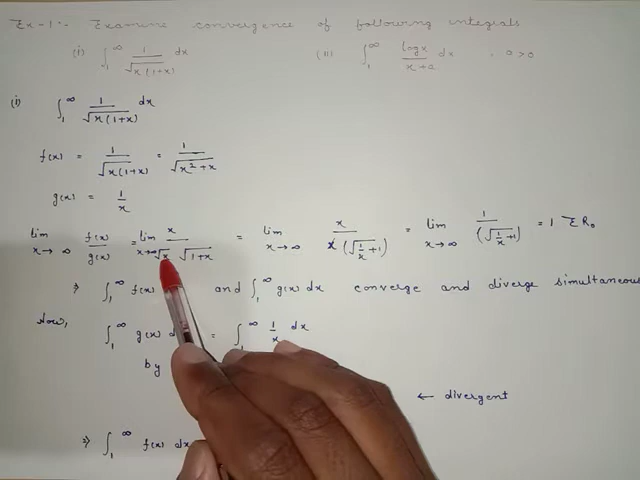 Ex-1:- Examine convergence of following integrals
(i) ∫₁^∞ 1/√(x(1+x)) dx (ii) ∫₁^∞ logx/(x+a) dx . a>0
(i) ∫₁^∞ 1/√(x(1+x)) dx
f(x) = 1/√(x(1+x)) = 1/√(x²+x)
g(x) = 1/x
lim x→∞ f(x)/g(x) = lim x→∞ x/(√x √(1+x)) = lim x→∞ x/(x(√(1/x+1))) = lim x→∞ 1/(√(1/x+1)) = 1 Σ R₀
⇒ ∫₁^∞ f(x) and ∫₁^∞ g(x) dx converge and diverge simultaneous
Now, ∫₁^∞ g(x) d = ∫₁^∞ 1/x dx
by
← divergent
⇒ ∫₁^∞ f(x) dx